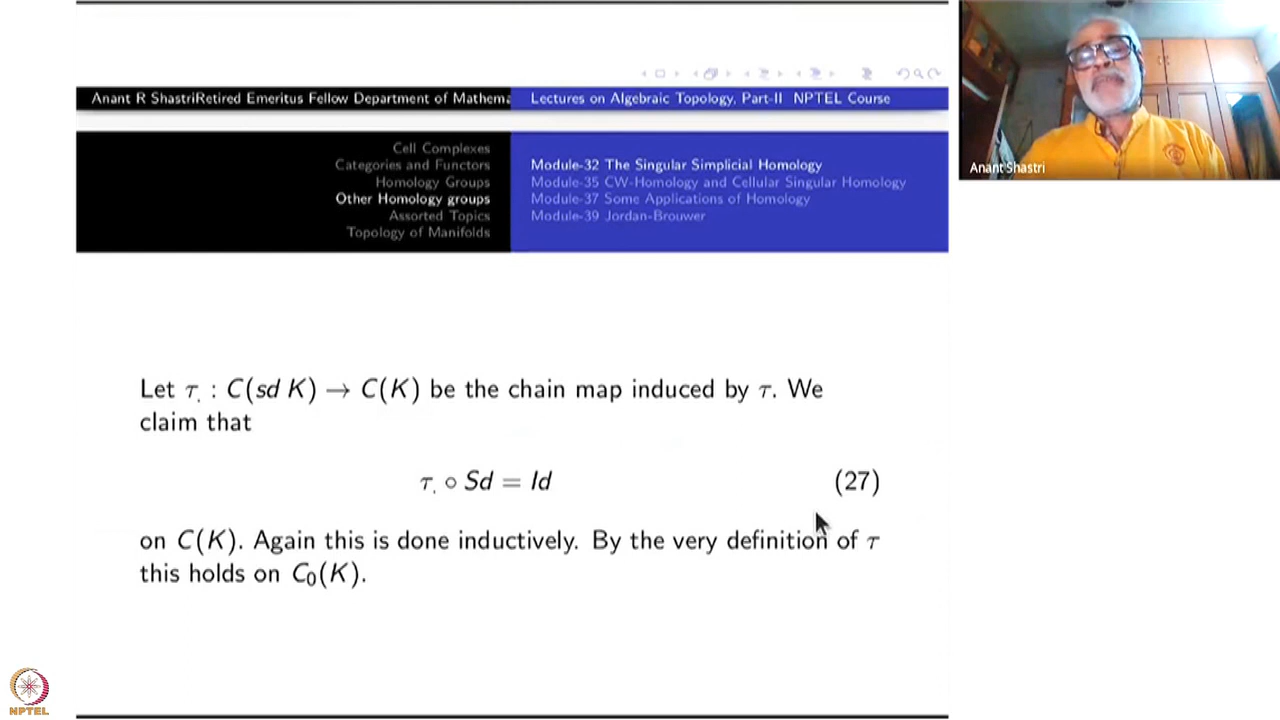 Anant R ShastriRetired Emeritus Fellow Department of Mathema
Lectures on Algebraic Topology, Part-II NPTEL Course
Cell Complexes
Categories and Functors
Homology Groups
Other Homology groups
Assorted Topics
Topology of Manifolds
Module-32 The Singular Simplicial Homology
Module-35 CW-Homology and Cellular Singular Homology
Module-37 Some Applications of Homology
Module-39 Jordan-Brouwer
Anant Shastri
Let τ. : C(sd K) → C(K) be the chain map induced by τ. We
claim that
τ. ∘ Sd = Id (27)
on C(K). Again this is done inductively. By the very definition of τ
this holds on C₀(K).
NPTEL